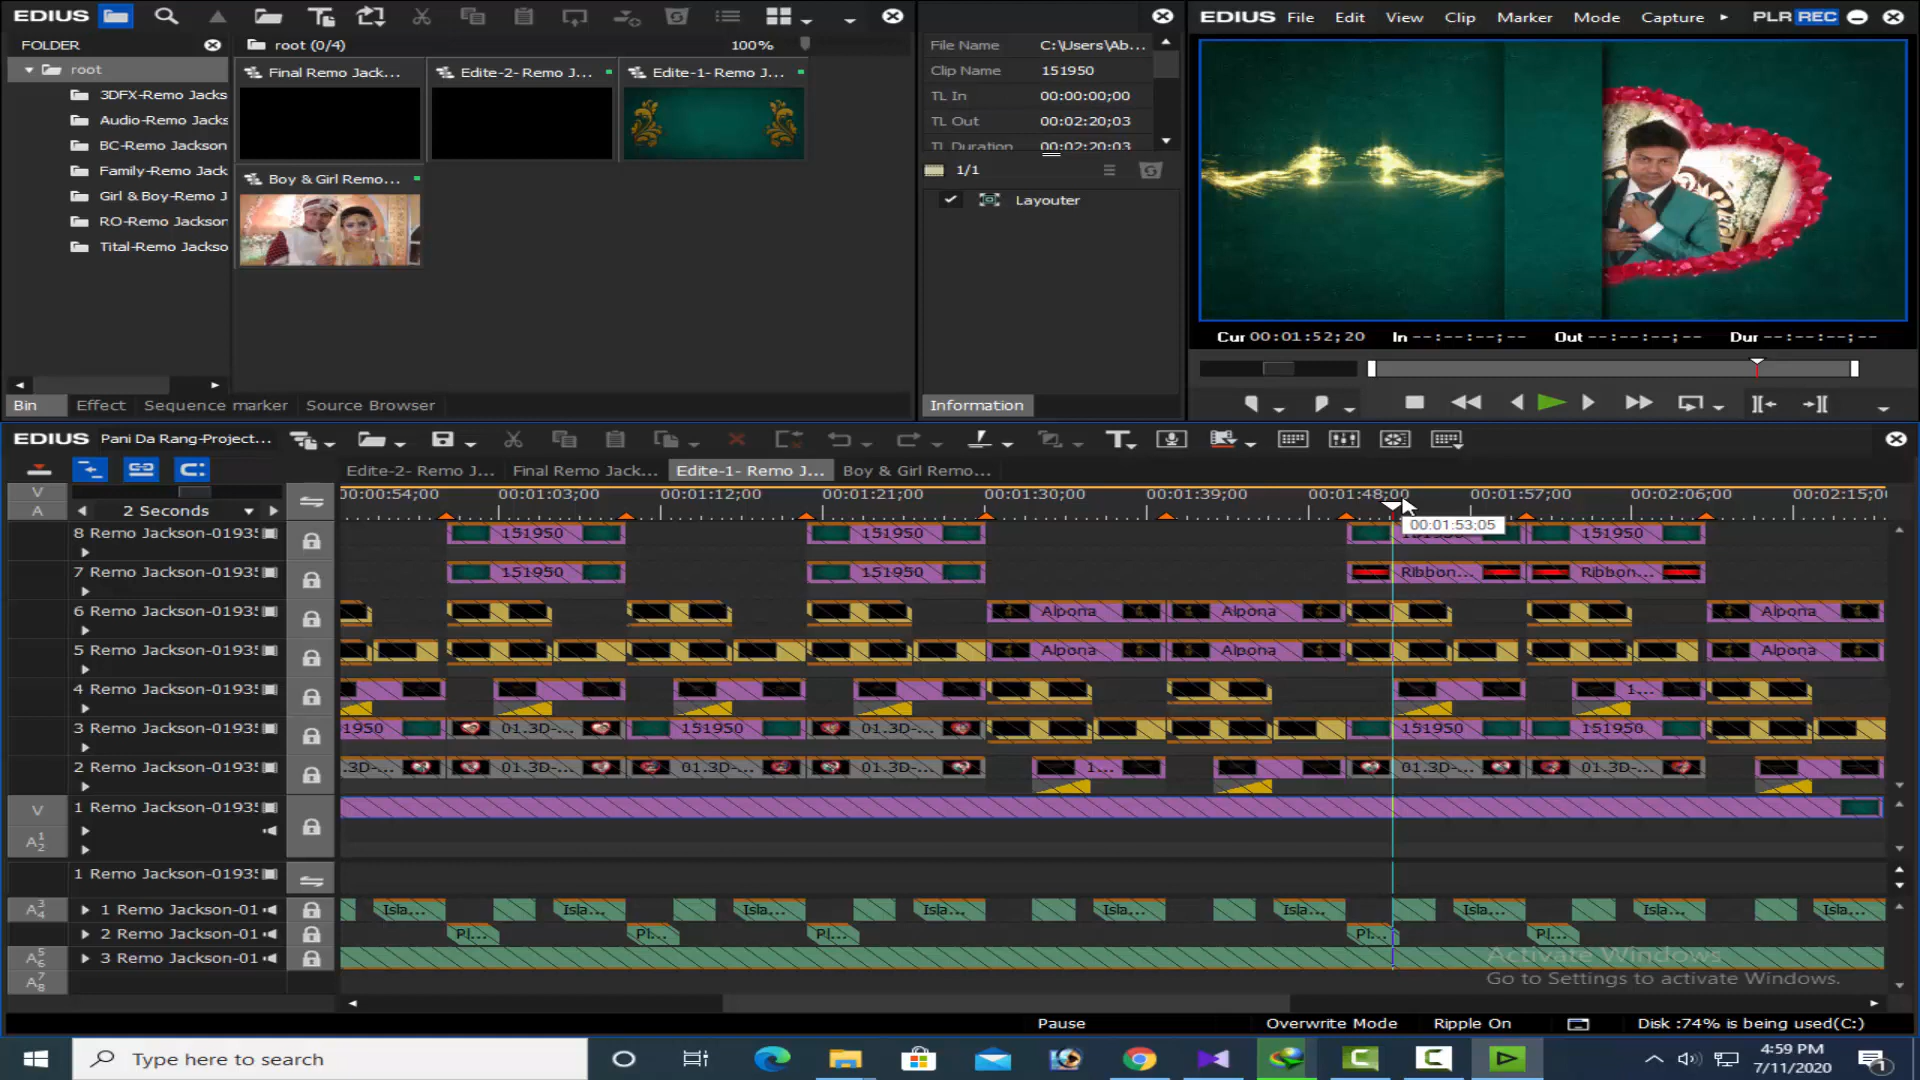 EDIUS
EDIUS File Edit View Clip Marker Mode Capture PLR REC
FOLDER
root (0/4) 100%
root
3DFX-Remo Jacks
Audio-Remo Jacks
BC-Remo Jackson
Family-Remo Jack
Girl & Boy-Remo J
RO-Remo Jackson
Tital-Remo Jackso
Final Remo Jack...
Edite-2- Remo J...
Edite-1- Remo J...
Boy & Girl Remo...
File Name C:\Users\Ab...
Clip Name 151950
TL In 00:00:00;00
TL Out 00:02:20;03
TL Duration 00:02:20;03
1/1
Layouter
Cur 00:01:52;20 In --:--:--;-- Out --:--:--;-- Dur --:--:--;--
Bin Effect Sequence marker Source Browser
Information
EDIUS Pani Da Rang-Project...
Edite-2- Remo J... Final Remo Jack... Edite-1- Remo J... Boy & Girl Remo...
V
A
2 Seconds
00:00:54;00 00:01:03;00 00:01:12;00 00:01:21;00 00:01:30;00 00:01:39;00 00:01:48;00 00:01:57;00 00:02:06;00 00:02:15;0
00:01:53;05
8 Remo Jackson-0193 151950 151950 151950
7 Remo Jackson-0193 151950 151950 Ribbon... Ribbon...
6 Remo Jackson-0193 Alpona Alpona Alpona
5 Remo Jackson-0193 Alpona Alpona Alpona
4 Remo Jackson-0193 1...
3 Remo Jackson-0193 1950 01.3D-... 151950 01.3D-... 151950 151950
2 Remo Jackson-0193 .3D-... 01.3D-... 01.3D-... 01.3D-... 1... 01.3D-... 01.3D-...
V
1 Remo Jackson-0193
A 1 2
1 Remo Jackson-0193
A 3 4
1 Remo Jackson-01 Isla... Isla... Isla... Isla... Isla... Isla... Isla... Isla... Isla...
2 Remo Jackson-01 Pl... Pl... Pl... Pl... Pl...
A 5 6
3 Remo Jackson-01
A 7 8
Activate Windows
Go to Settings to activate Windows.
Pause Overwrite Mode Ripple On Disk :74% is being used(C:)
Type here to search
4:59 PM
7/11/2020
1